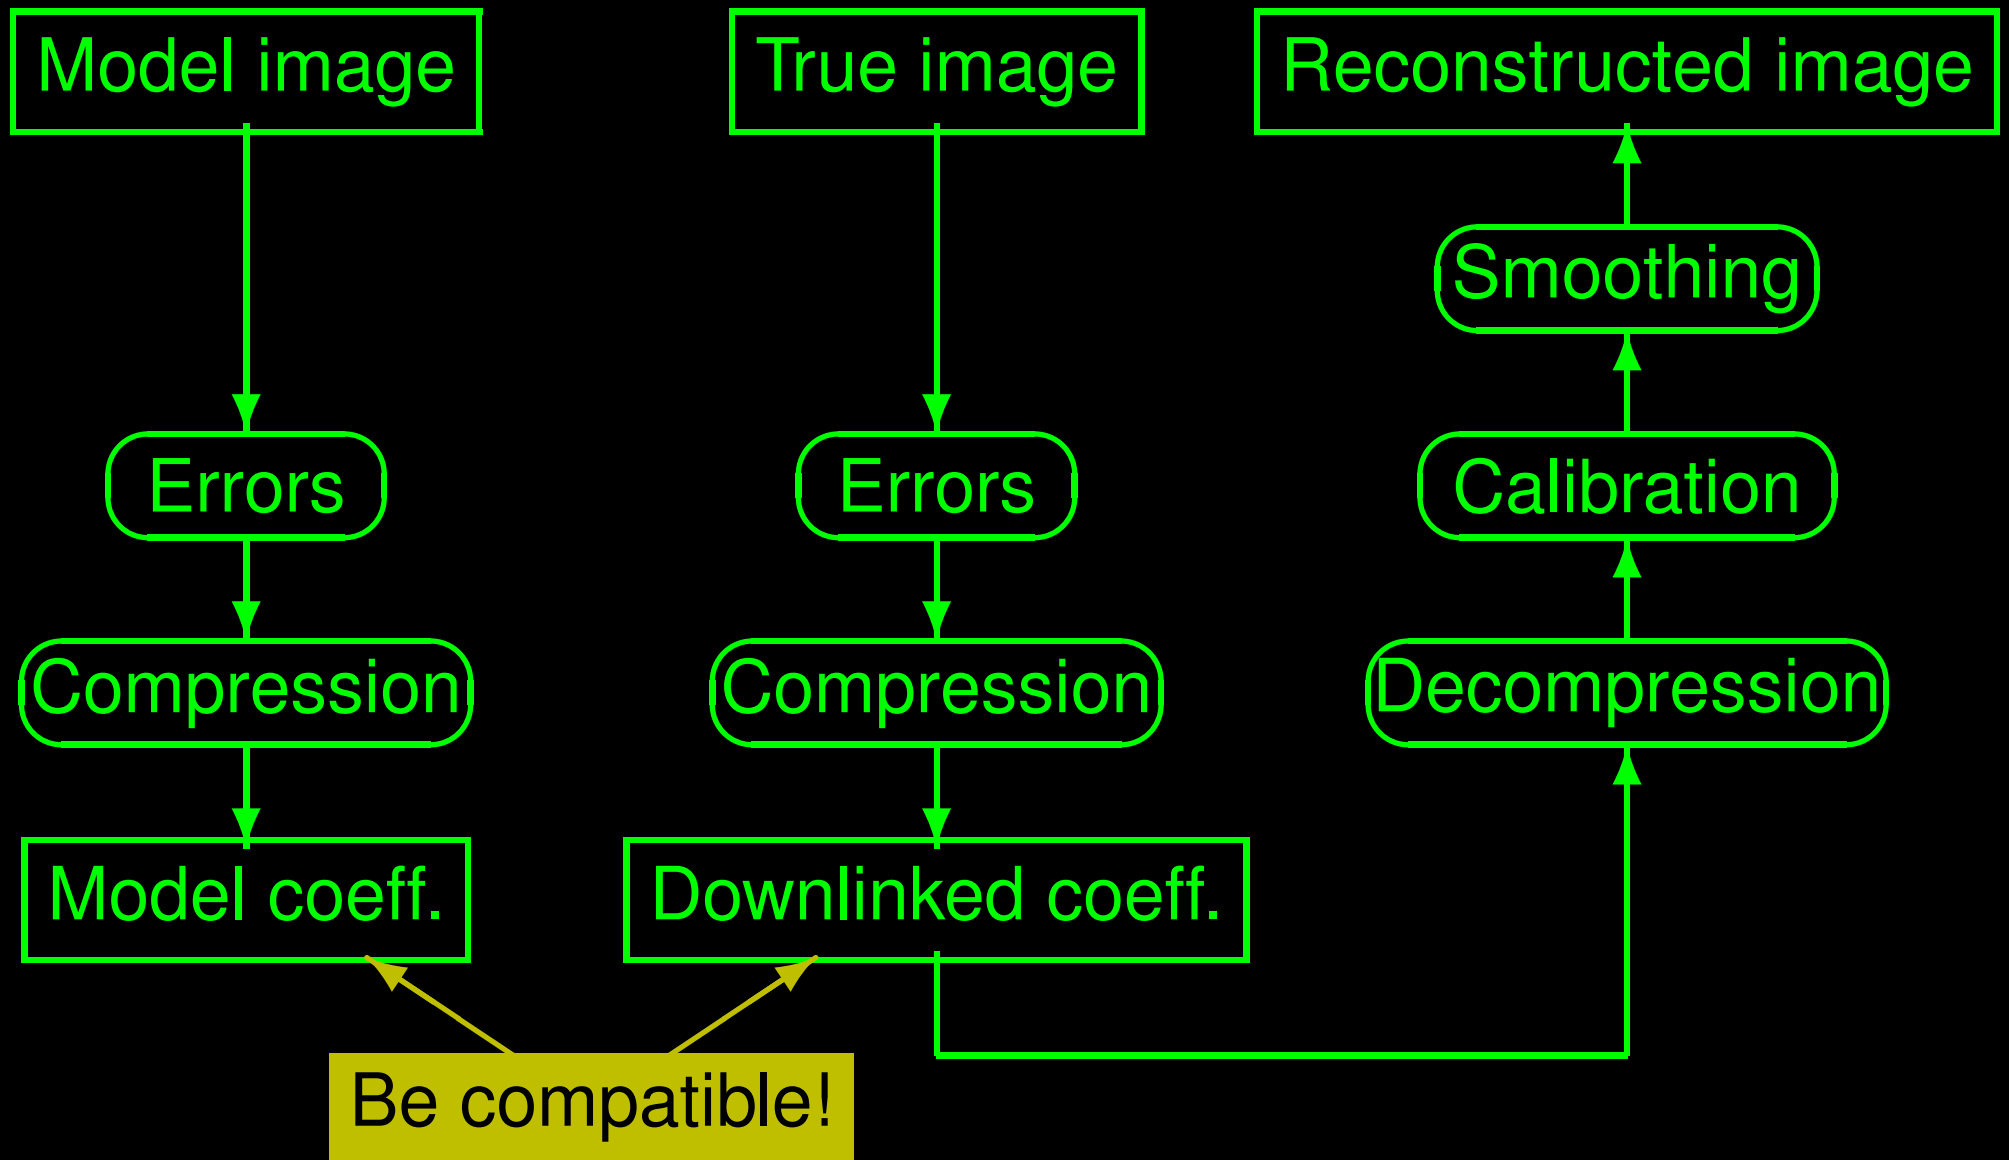 Model image
True image
Reconstructed image
Smoothing
Errors
Errors
Calibration
Compression
Compression
Decompression
Model coeff.
Downlinked coeff.
Be compatible!